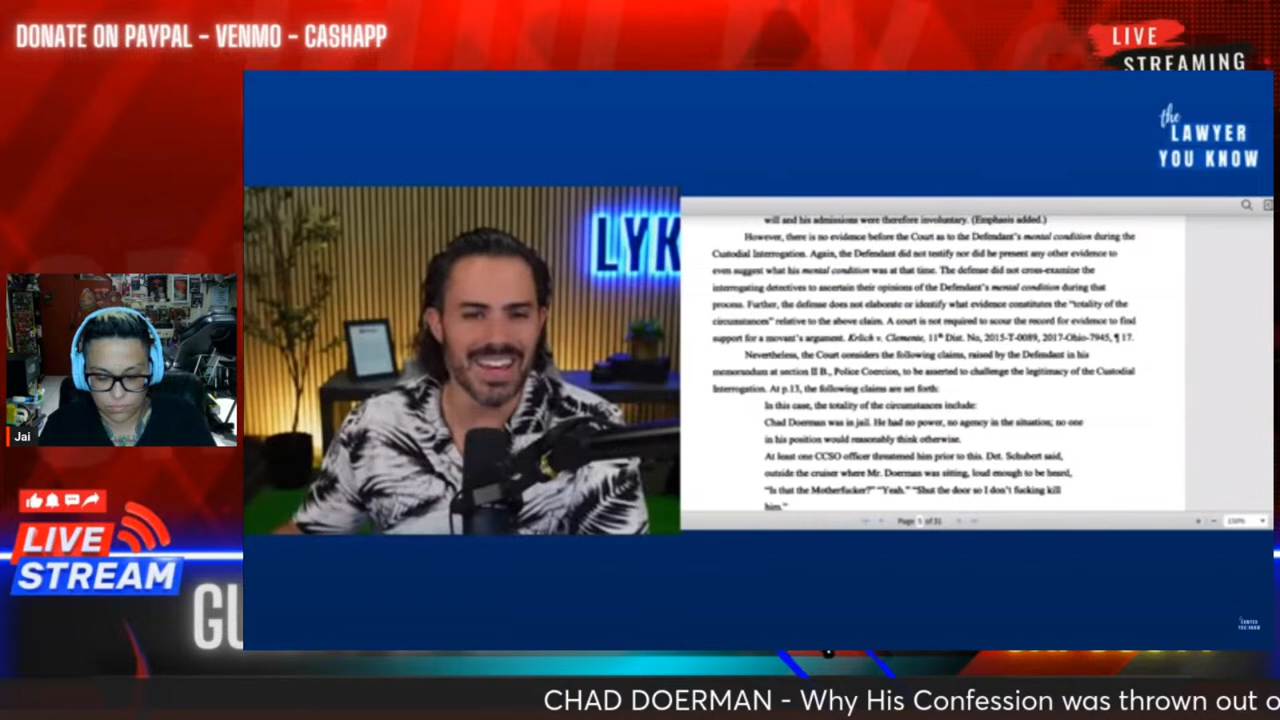 DONATE ON PAYPAL - VENMO - CASHAPP
LIVE
STREAMING
the
LAWYER
YOU KNOW
LYK
will and his admissions were therefore involuntary. (Emphasis added.)
However, there is no evidence before the Court as to the Defendant's mental condition during the
Custodial Interrogation. Again, the Defendant did not testify nor did he present any other evidence to
even suggest what his mental condition was at that time. The defense did not cross-examine the
interrogating detectives to ascertain their opinions of the Defendant's mental condition during that
process. Further, the defense does not elaborate or identify what evidence constitutes the "totality of the
circumstances" relative to the above claim. A court is not required to scour the record for evidence to find
support for a movant's argument. Erlich v. Clemente, 11th Dist. No, 2015-T-0089, 2017-Ohio-7945, ¶ 17.
Nevertheless, the Court considers the following claims, raised by the Defendant in his
memorandum at section II B., Police Coercion, to be asserted to challenge the legitimacy of the Custodial
Interrogation. At p.13, the following claims are set forth:
In this case, the totality of the circumstances include:
Chad Doerman was in jail. He had no power, no agency in the situation; no one
in his position would reasonably think otherwise.
At least one CCSO officer threatened him prior to this. Det. Schubert said,
outside the cruiser where Mr. Doerman was sitting, loud enough to be heard,
"Is that the Motherfucker?" "Yeah." "Shut the door so I don't fucking kill
him."
Page 5 of 31
150%
Jai
LIVE
STREAM
GU
the
LAWYER
YOU KNOW
CHAD DOERMAN - Why His Confession was thrown out o